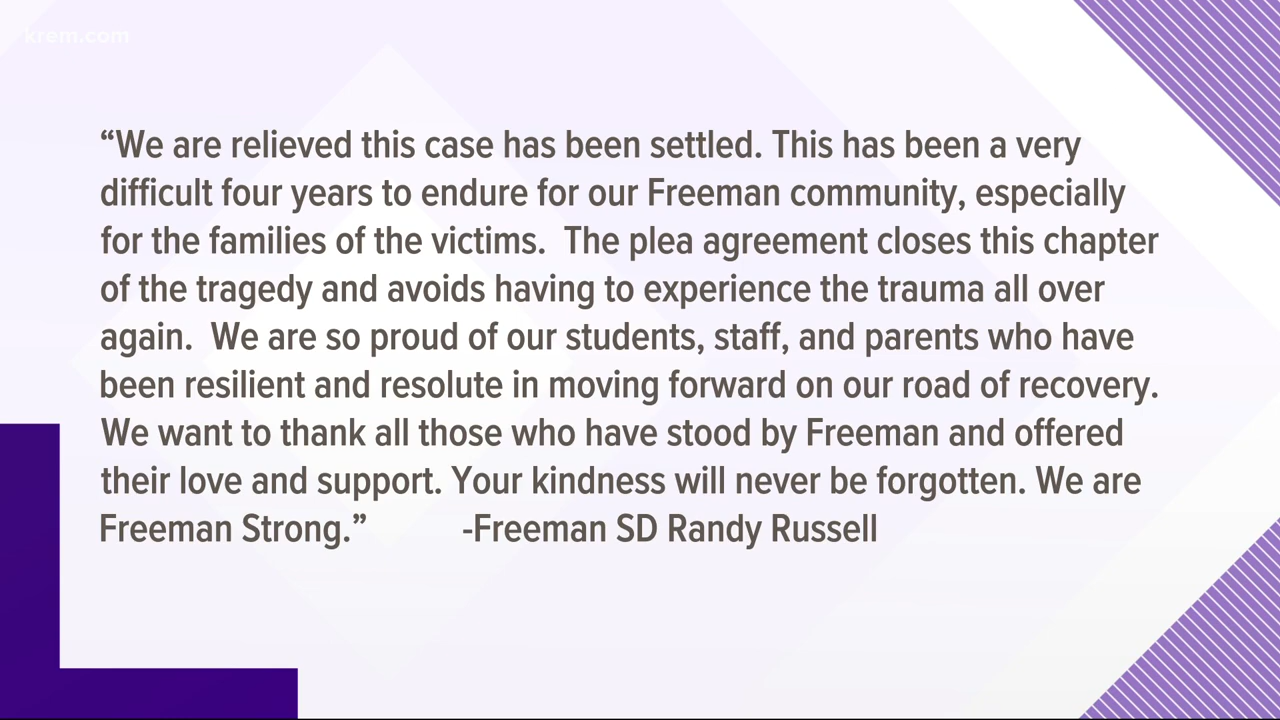 krem.com
“We are relieved this case has been settled. This has been a very
difficult four years to endure for our Freeman community, especially
for the families of the victims.  The plea agreement closes this chapter
of the tragedy and avoids having to experience the trauma all over
again.  We are so proud of our students, staff, and parents who have
been resilient and resolute in moving forward on our road of recovery.
We want to thank all those who have stood by Freeman and offered
their love and support. Your kindness will never be forgotten. We are
Freeman Strong.”          -Freeman SD Randy Russell